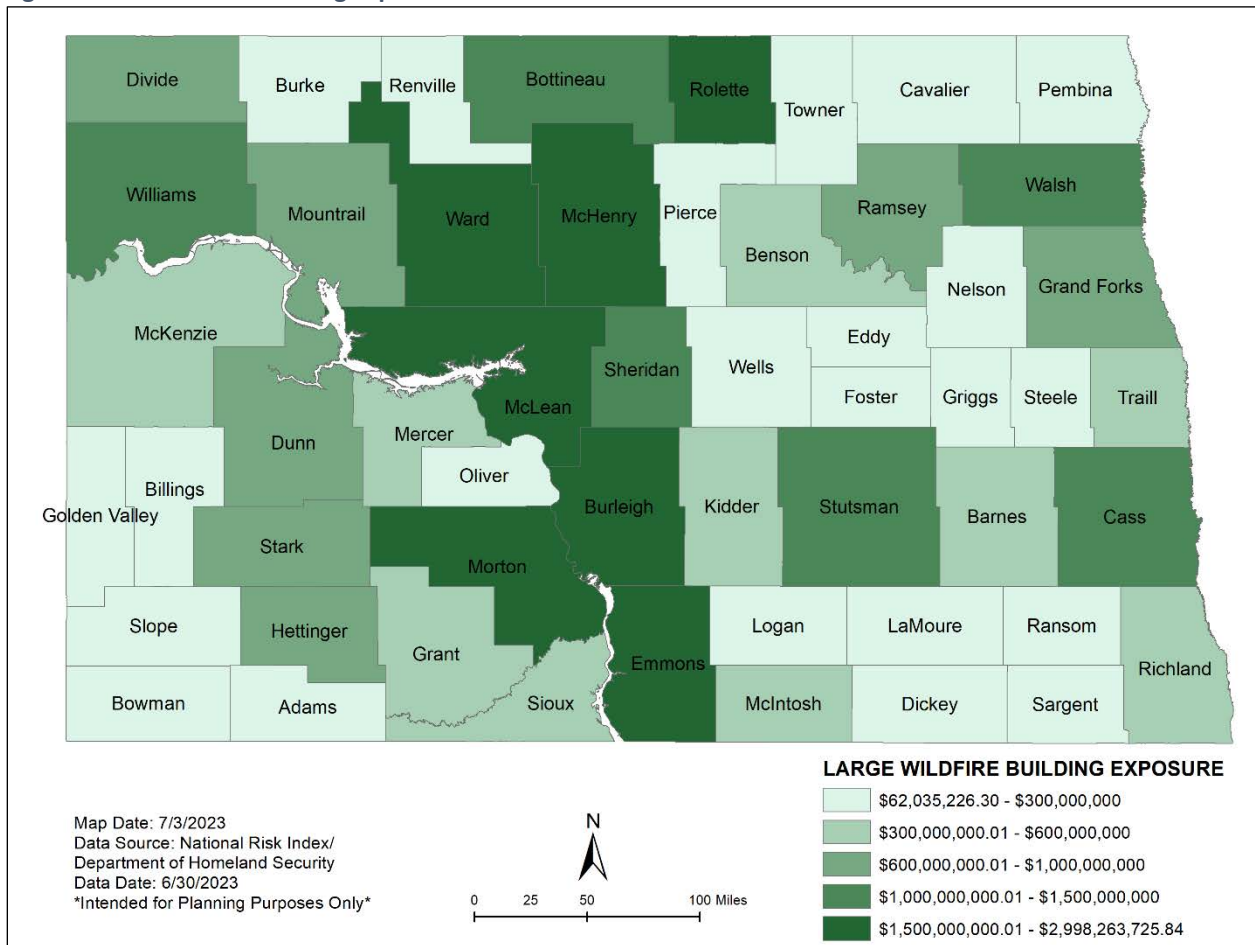 Divide
Burke
Renville
Bottineau
Rolette
Towner
Cavalier
Pembina
Williams
Mountrail
Ward
McHenry
Pierce
Benson
Ramsey
Walsh
Nelson
Grand Forks
McKenzie
Dunn
Mercer
McLean
Sheridan
Wells
Eddy
Foster
Griggs
Steele
Traill
Golden Valley
Billings
Oliver
Stark
Morton
Burleigh
Kidder
Stutsman
Barnes
Cass
Slope
Hettinger
Grant
Bowman
Adams
Sioux
Emmons
Logan
LaMoure
Ransom
Richland
McIntosh
Dickey
Sargent
Map Date: 7/3/2023
Data Source: National Risk Index/
Department of Homeland Security
Data Date: 6/30/2023
*Intended for Planning Purposes Only*
N
0 25 50 100 Miles
LARGE WILDFIRE BUILDING EXPOSURE
$62,035,226.30 - $300,000,000
$300,000,000.01 - $600,000,000
$600,000,000.01 - $1,000,000,000
$1,000,000,000.01 - $1,500,000,000
$1,500,000,000.01 - $2,998,263,725.84